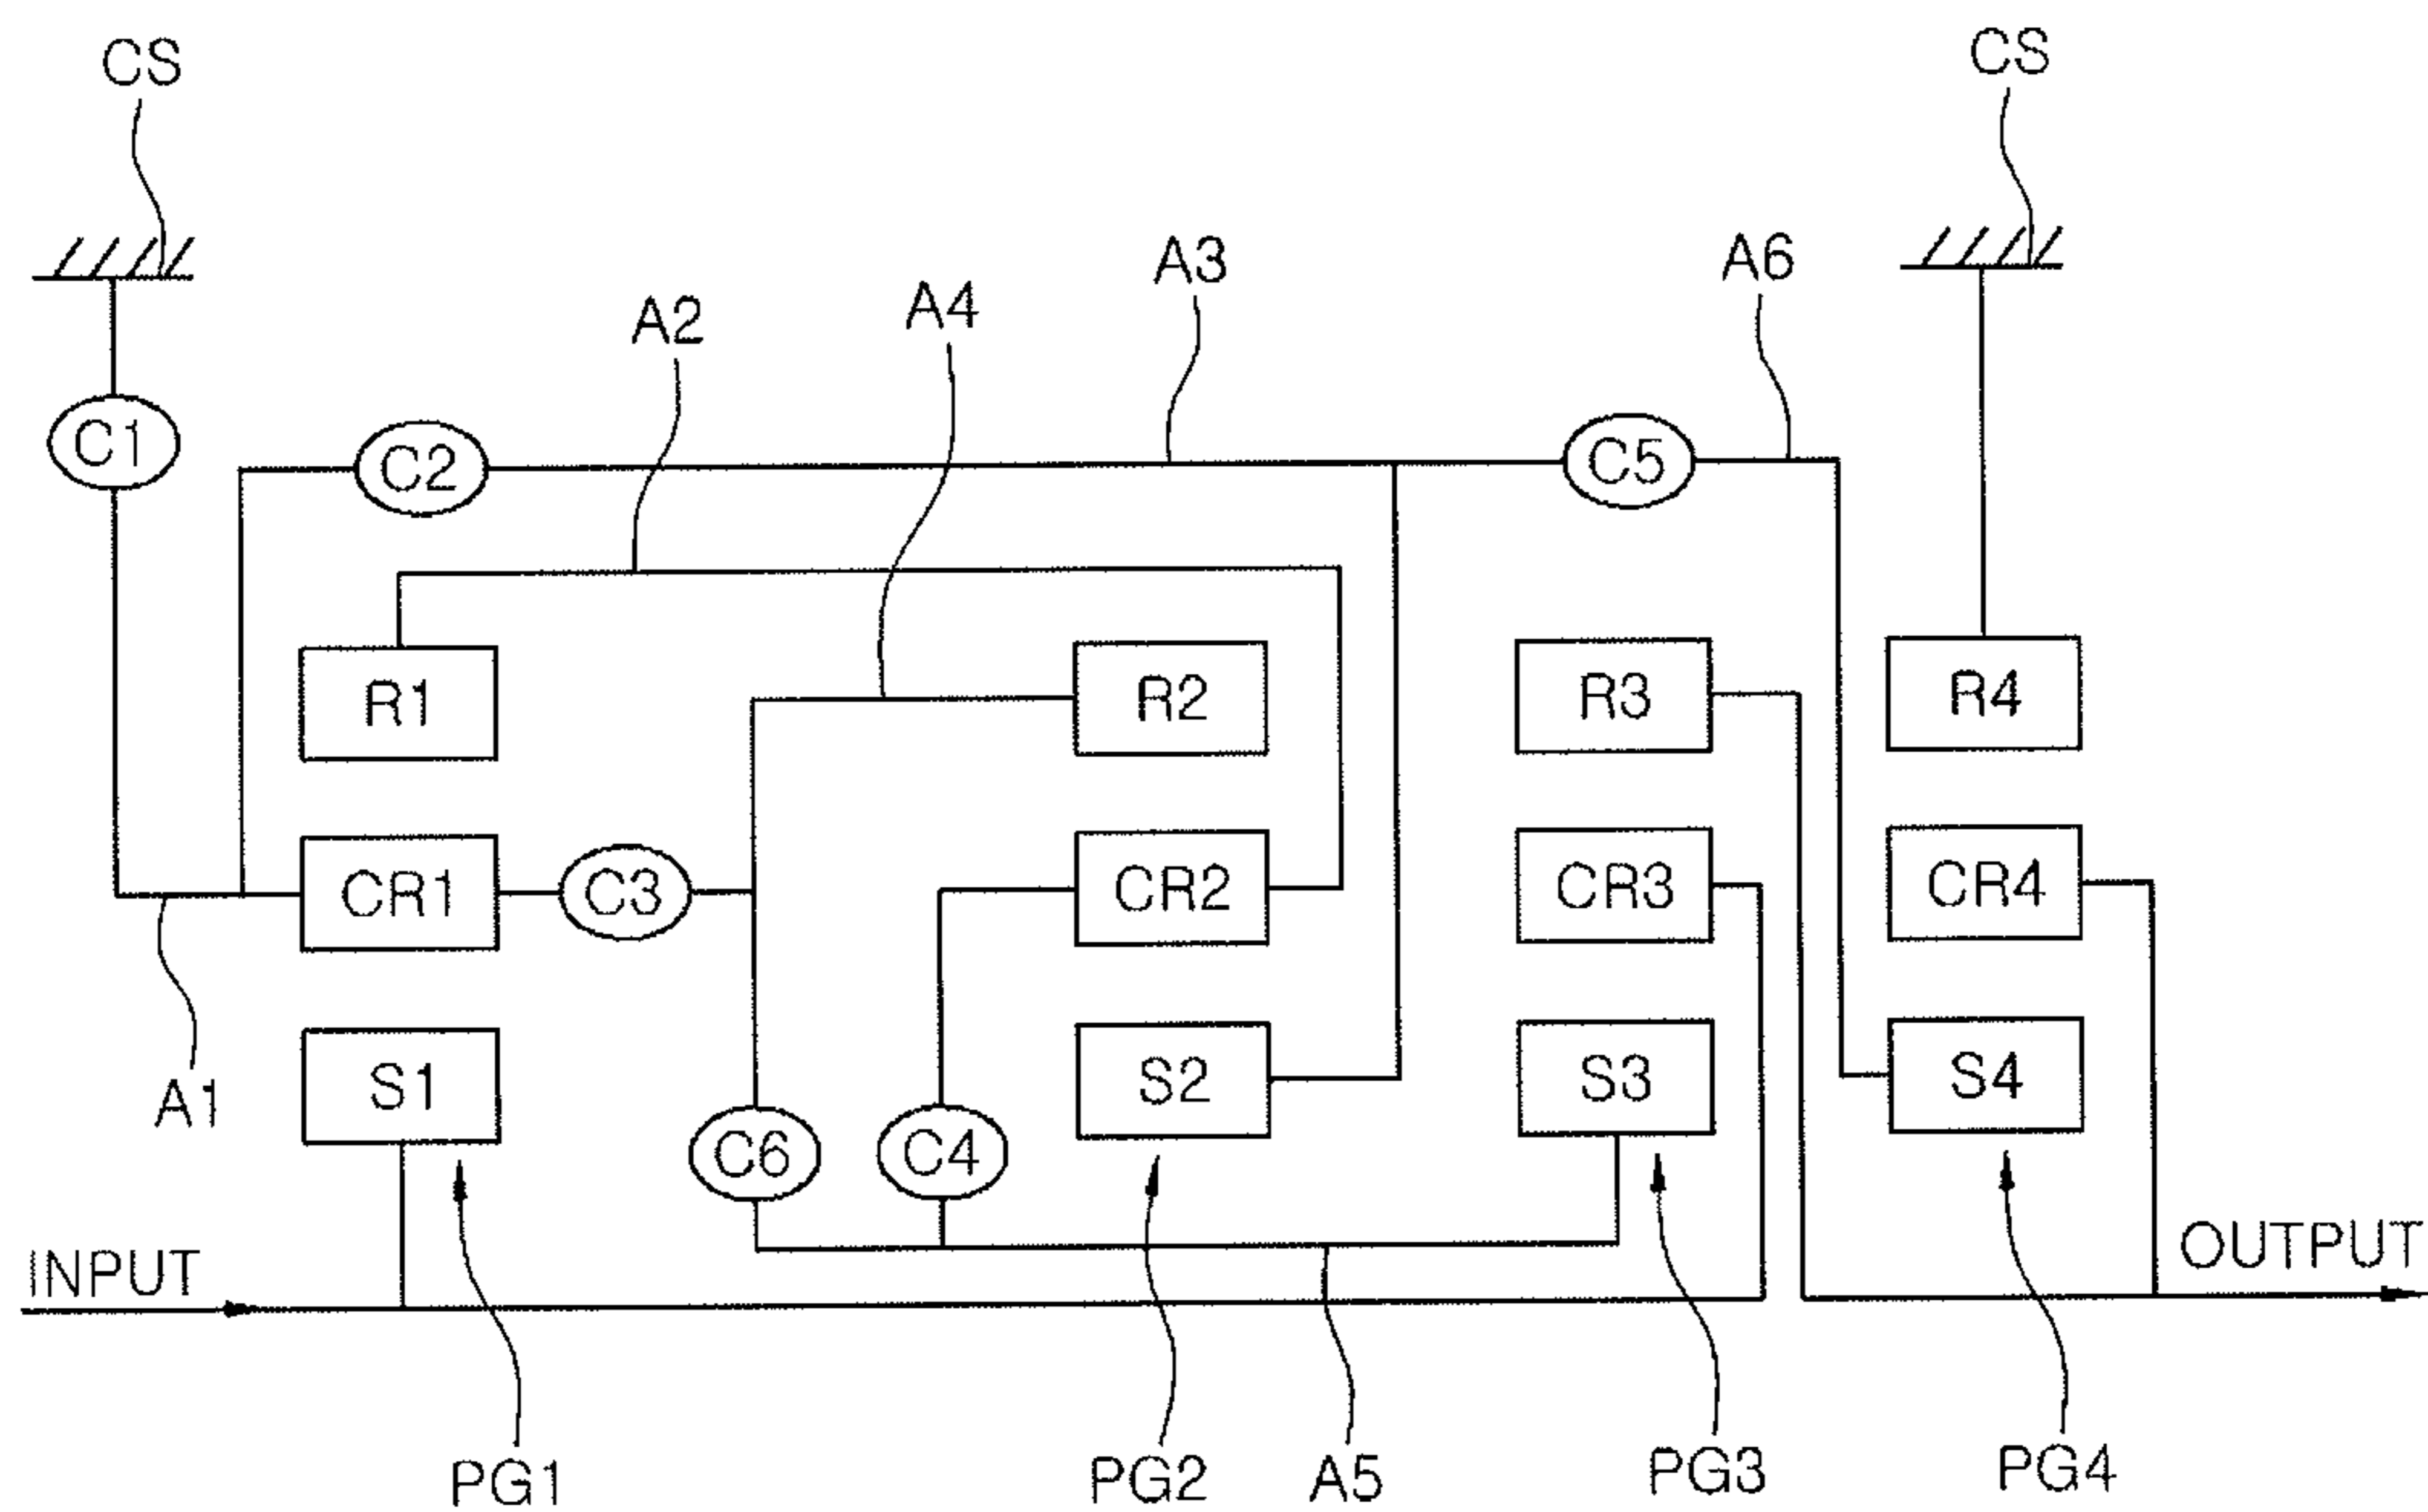 CS
CS
A3
A6
A2
A4
C1
C2
C5
R1
R2
R3
R4
CR1
C3
CR2
CR3
CR4
S1
S2
S3
S4
A1
C6
C4
INPUT
OUTPUT
PG1
PG2
A5
PG3
PG4